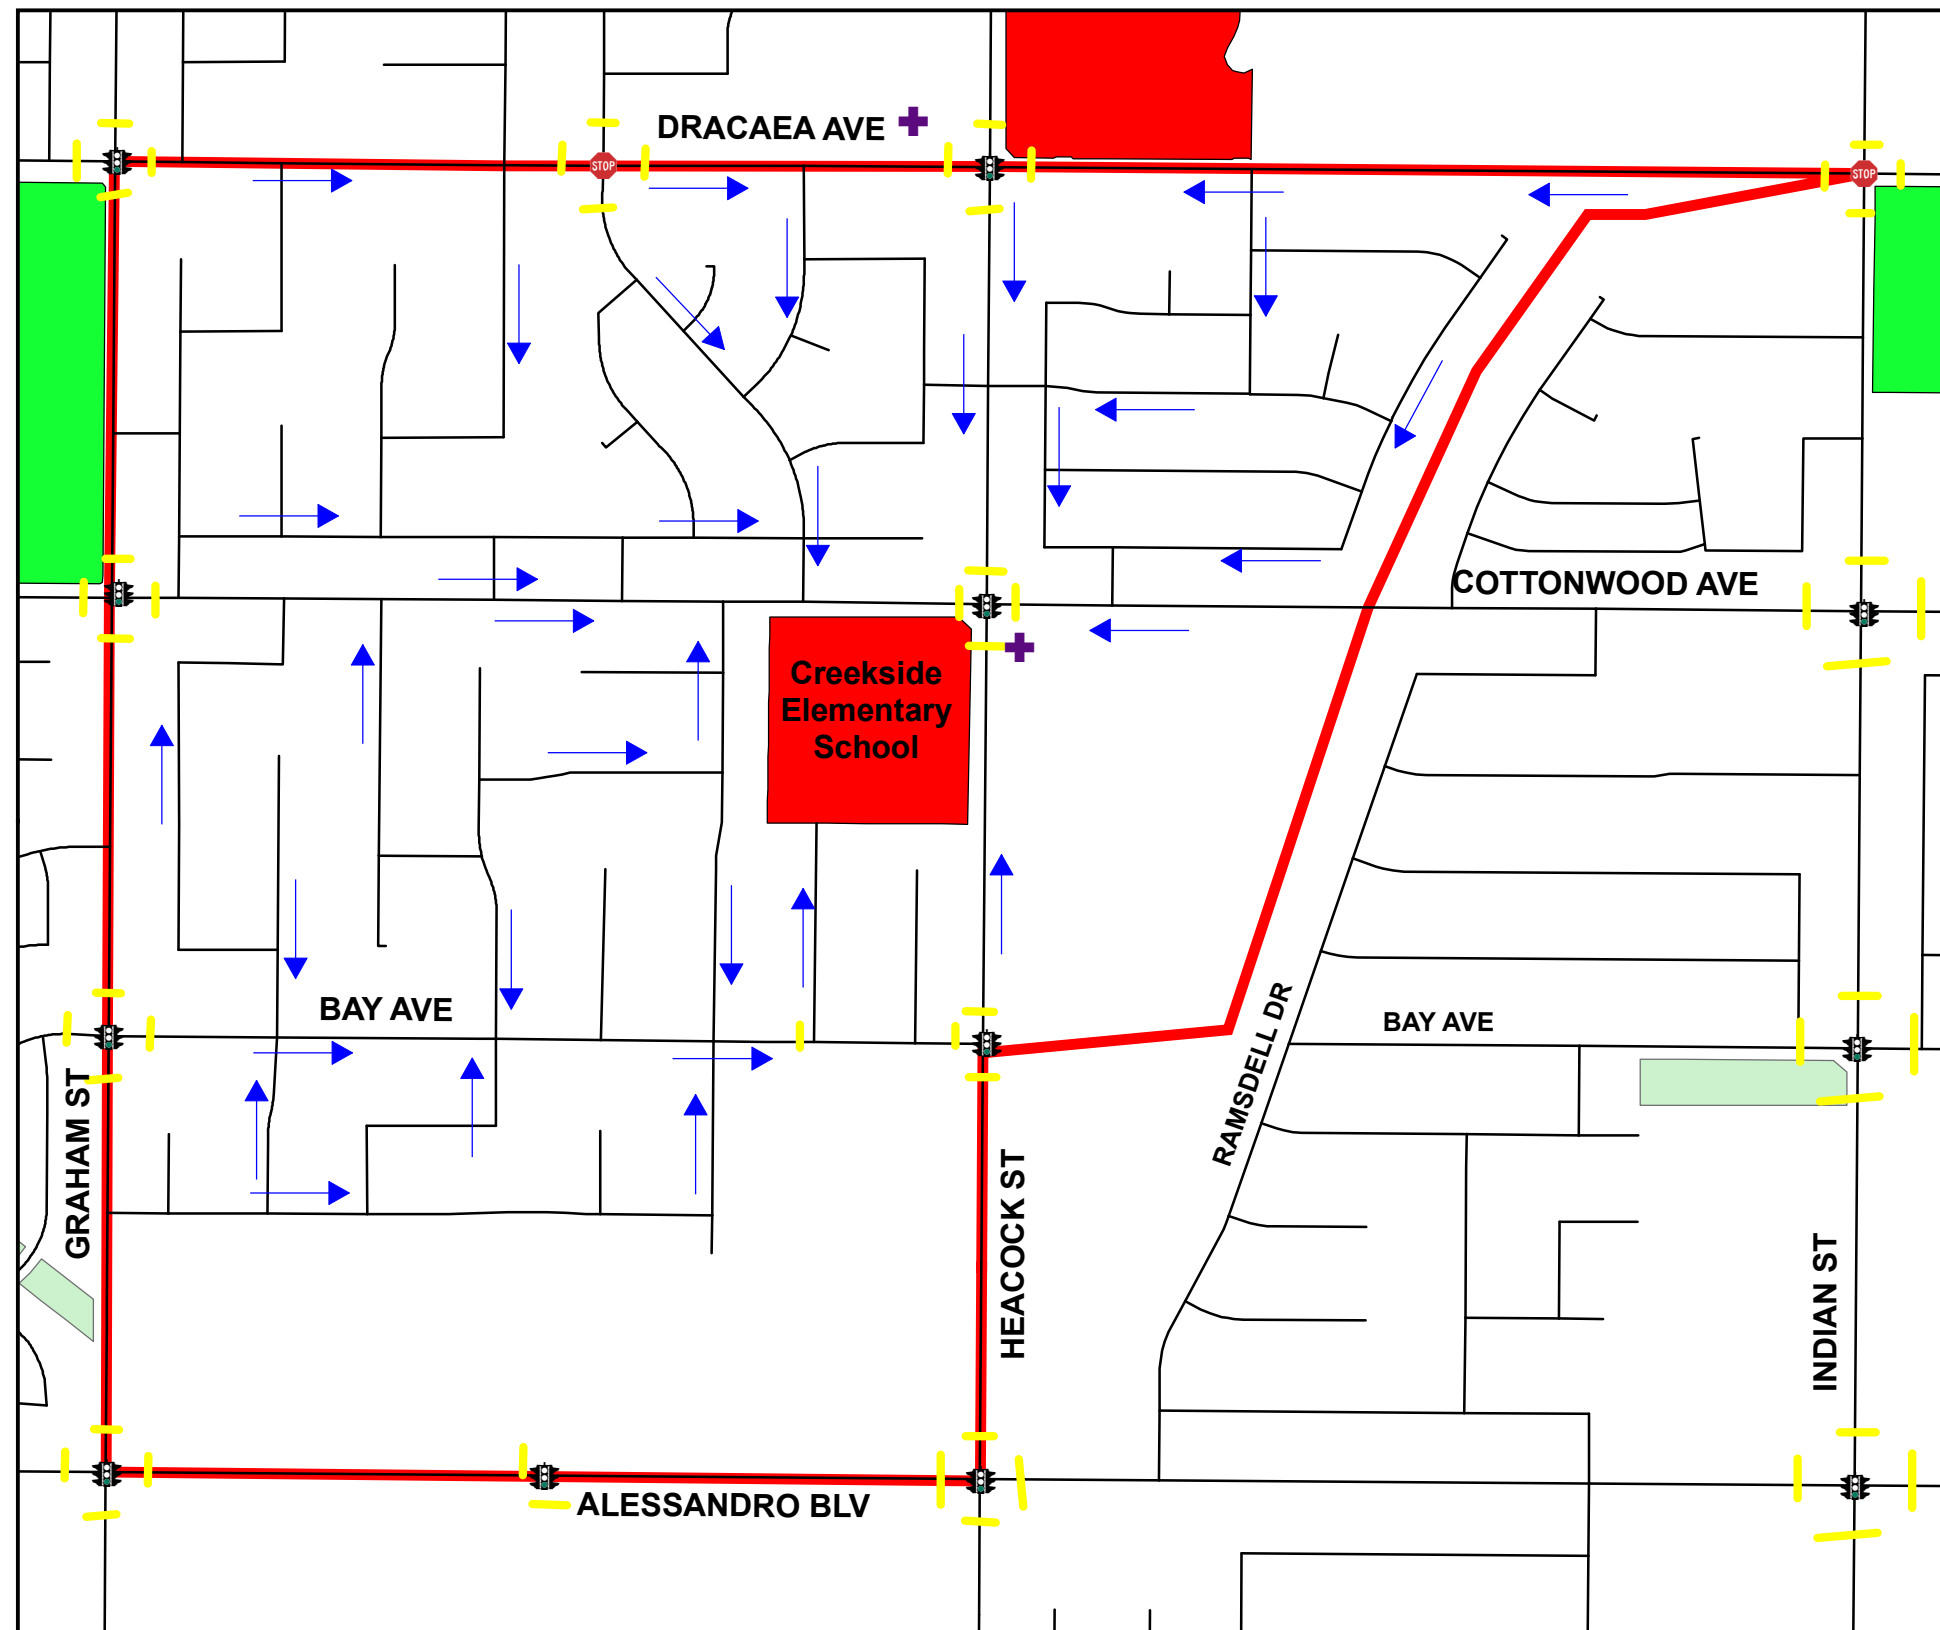 DRACAEA AVE
STOP
STOP
COTTONWOOD AVE
Creekside
Elementary
School
BAY AVE
BAY AVE
RAMSDELL DR
GRAHAM ST
HEACOCK ST
INDIAN ST
ALESSANDRO BLV